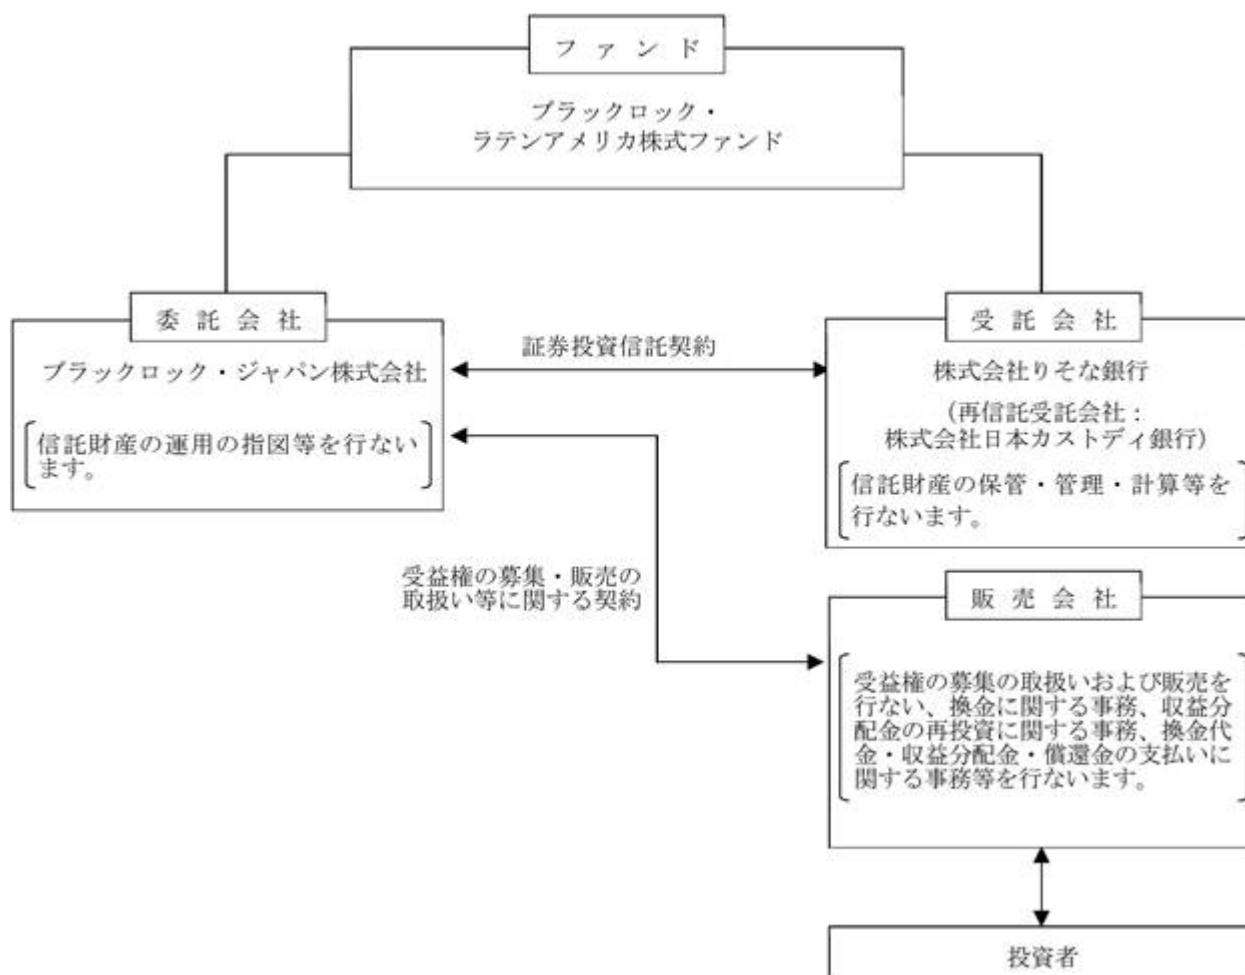 ファンド
ブラックロック・
ラテンアメリカ株式ファンド
委託会社
ブラックロック・ジャパン株式会社
信託財産の運用の指図等を行ない
ます。
証券投資信託契約
受託会社
株式会社りそな銀行
（再信託受託会社：
株式会社日本カストディ銀行）
信託財産の保管・管理・計算等を
行ないます。
受益権の募集・販売の
取扱い等に関する契約
販売会社
受益権の募集の取扱いおよび販売を
行ない、換金に関する事務、収益分
配金の再投資に関する事務、換金代
金・収益分配金・償還金の支払いに
関する事務等を行ないます。
投資者